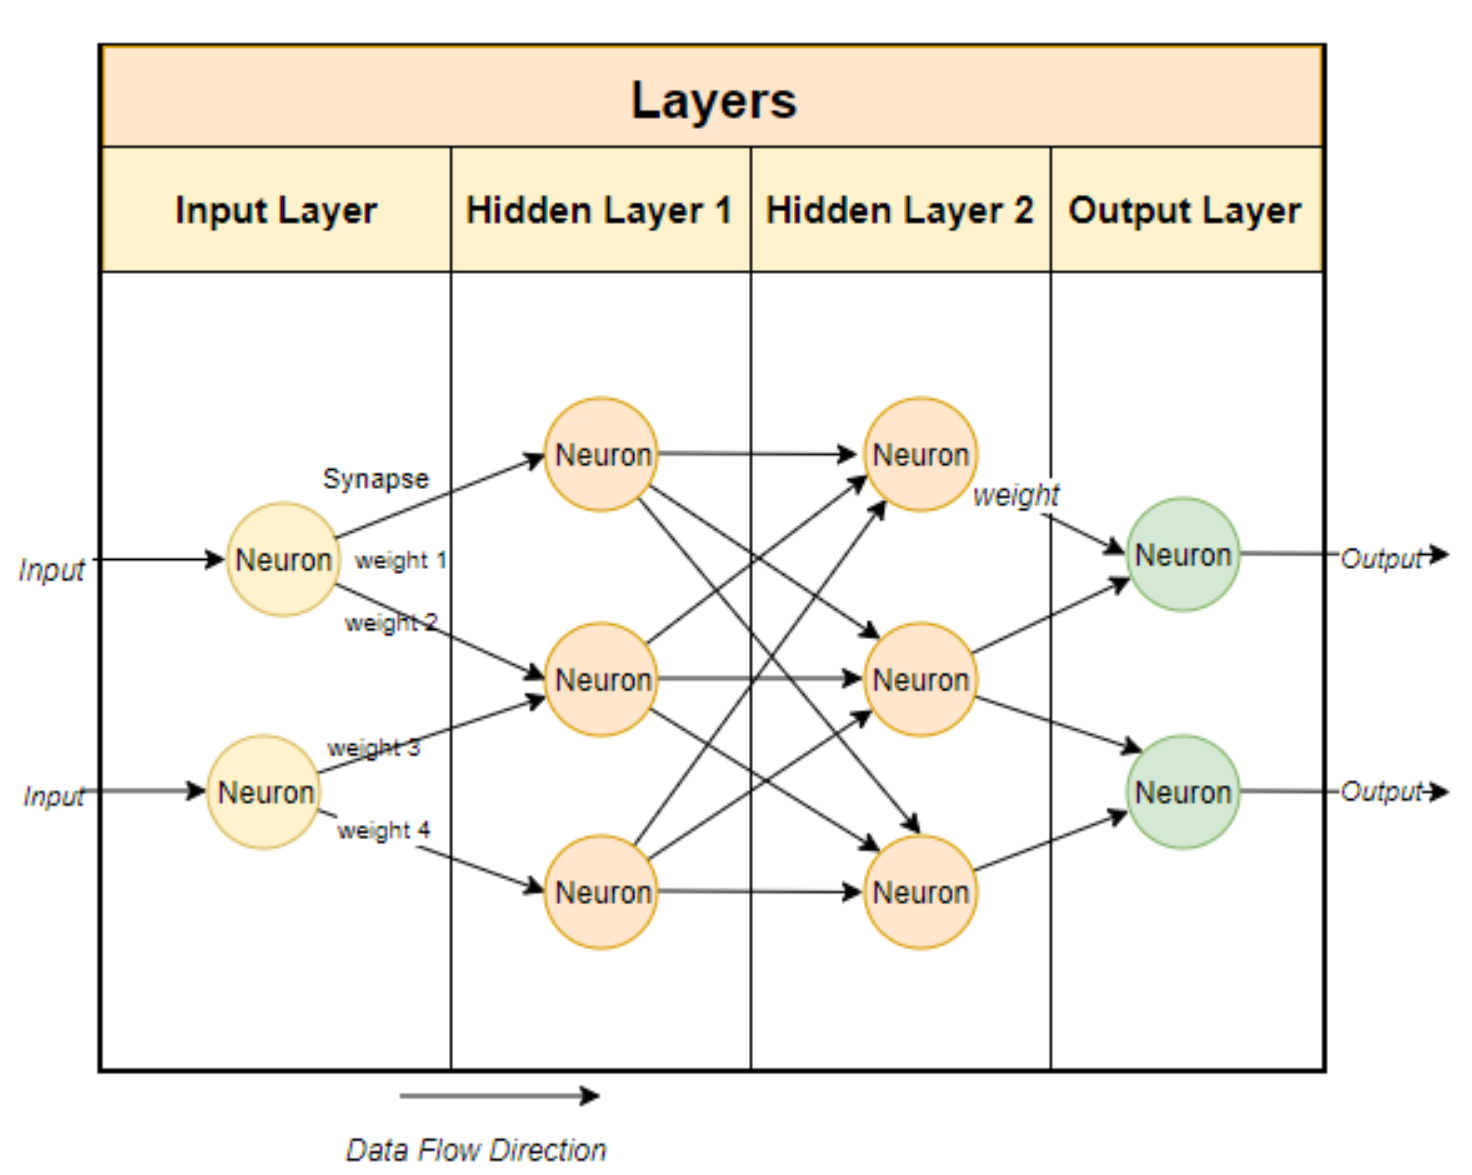 Layers
Input Layer
Hidden Layer 1
Hidden Layer 2
Output Layer
Neuron
Neuron
Synapse
weight
Input
Neuron
weight 1
Neuron
Output
weight 2
Neuron
Neuron
weight 3
Input
Neuron
Neuron
Output
weight 4
Neuron
Neuron
Data Flow Direction